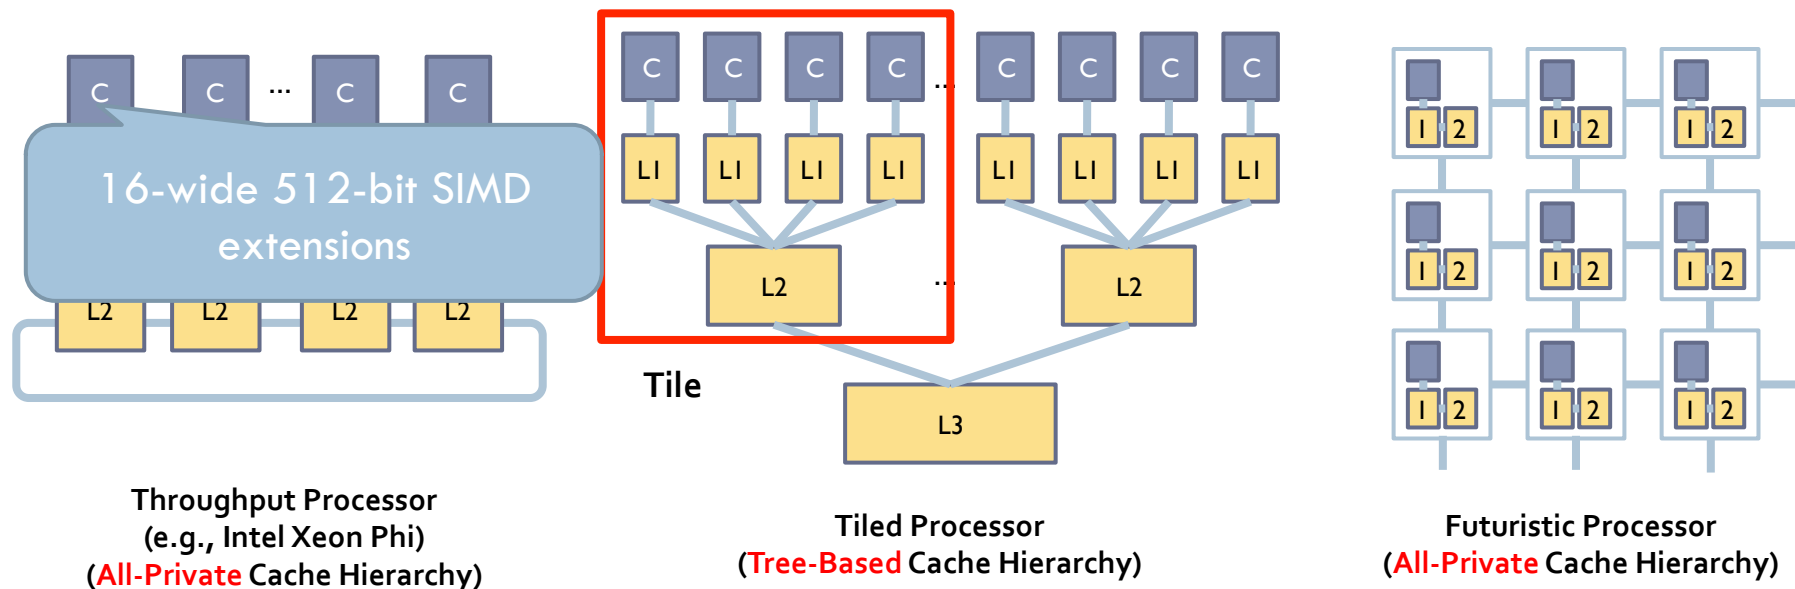 C C ... C C
16-wide 512-bit SIMD
extensions
L2 L2 L2 L2
Throughput Processor
(e.g., Intel Xeon Phi)
(All-Private Cache Hierarchy)
C C C C ... C C C C
L1 L1 L1 L1 L1 L1 L1 L1
L2 ... L2
Tile
L3
Tiled Processor
(Tree-Based Cache Hierarchy)
1 2 1 2 1 2
1 2 1 2 1 2
1 2 1 2 1 2
Futuristic Processor
(All-Private Cache Hierarchy)